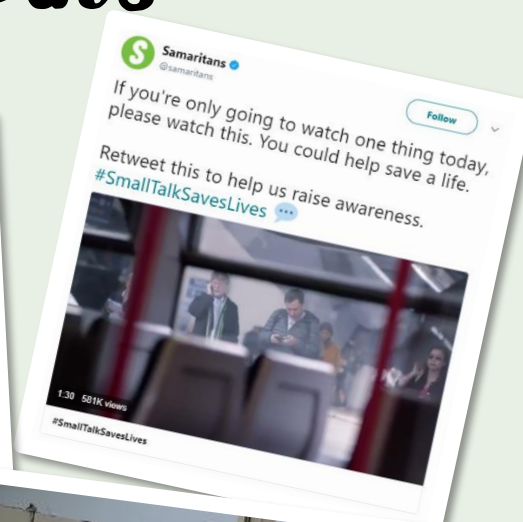 Samaritans
@samaritans
Follow
If you're only going to watch one thing today,
please watch this. You could help save a life.
Retweet this to help us raise awareness.
#SmallTalkSavesLives
1:30 581K views
#SmallTalkSavesLives